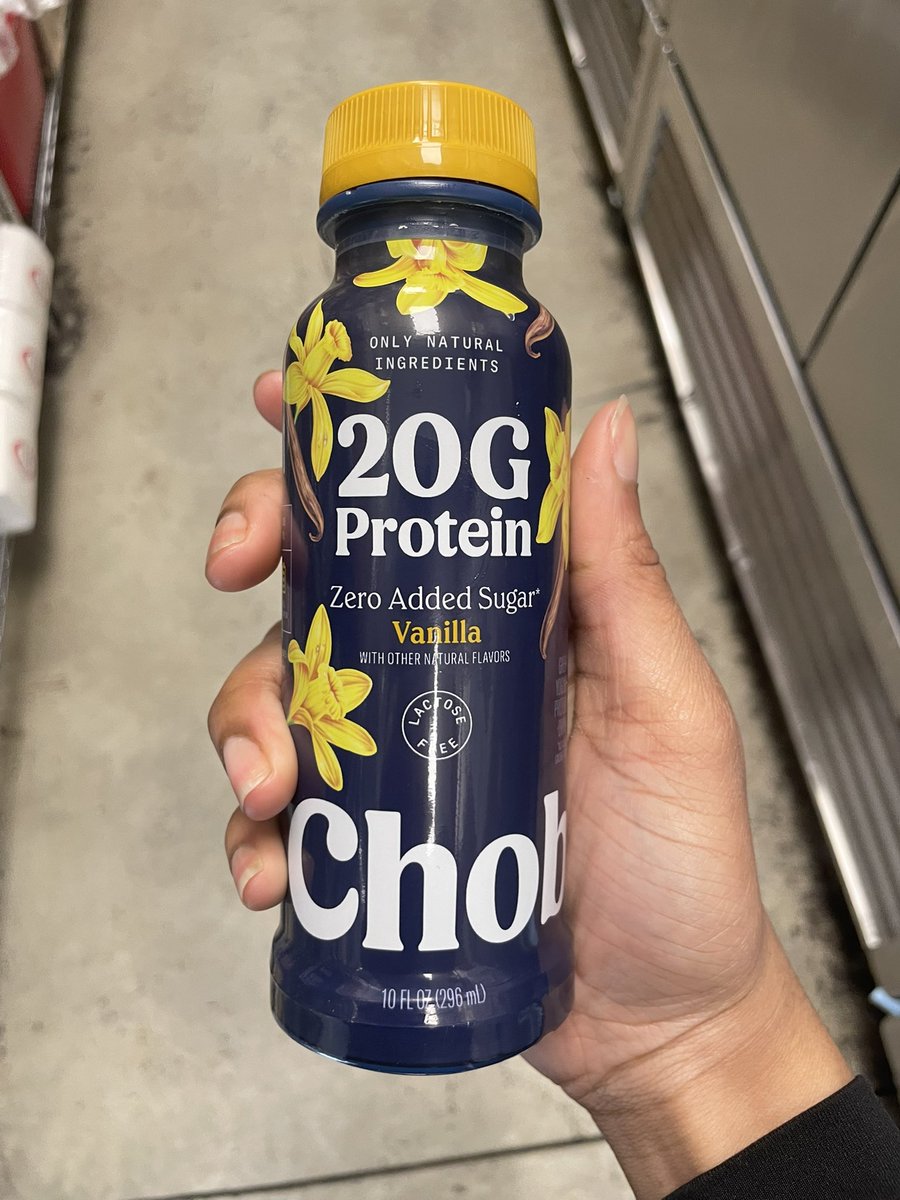 ONLY NATURAL
INGREDIENTS
20G
Protein
Zero Added Sugar*
Vanilla
WITH OTHER NATURAL FLAVORS
LACTOSE
FREE
Chob
10 FL OZ (296 mL)